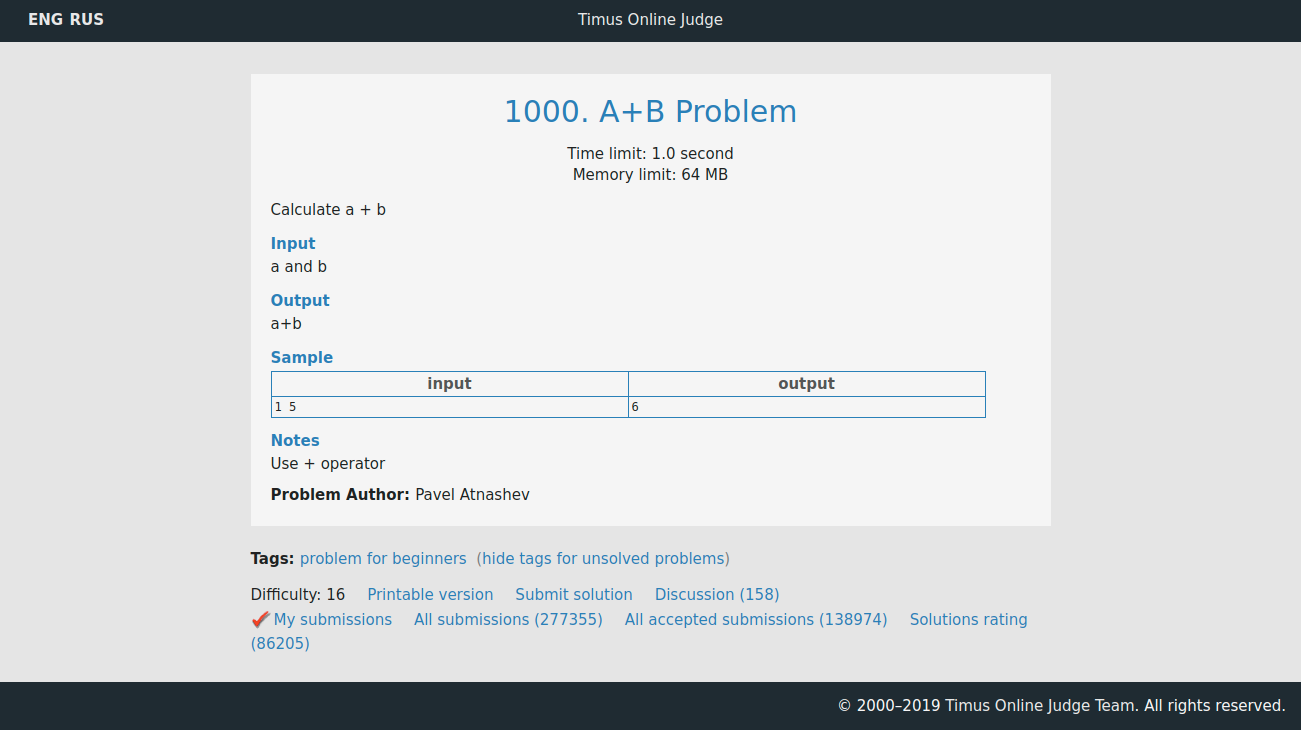 ENG RUS Timus Online Judge
1000. A+B Problem
Time limit: 1.0 second
Memory limit: 64 MB
Calculate a + b
Input
a and b
Output
a+b
Sample
input output
1 5 6
Notes
Use + operator
Problem Author: Pavel Atnashev
Tags: problem for beginners (hide tags for unsolved problems)
Difficulty: 16 Printable version Submit solution Discussion (158)
My submissions All submissions (277355) All accepted submissions (138974) Solutions rating
(86205)
© 2000–2019 Timus Online Judge Team. All rights reserved.